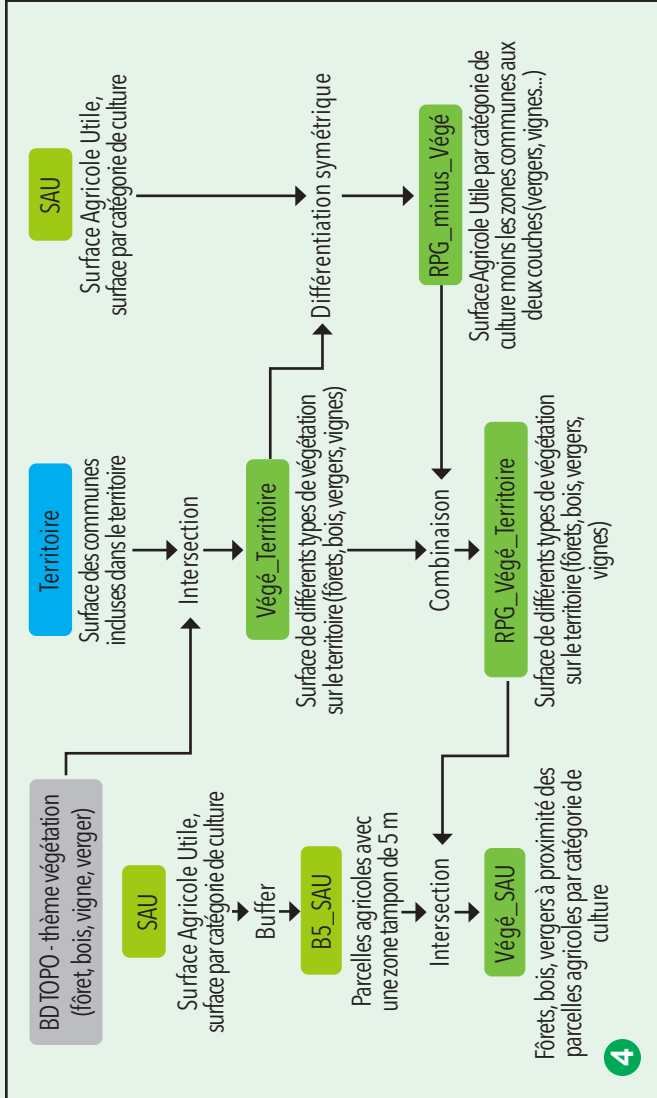 BD TOPO - thème végétation
(fôret, bois, vigne, verger)
Territoire
Surface des communes
incluses dans le territoire
SAU
Surface Agricole Utile,
surface par catégorie de culture
SAU
Surface Agricole Utile,
surface par catégorie de culture
Intersection
Buffer
Végé_Territoire
Surface de différents types de végétation
sur le territoire (fôrets, bois, vergers, vignes)
Différentiation symétrique
B5_SAU
Parcelles agricoles avec
une zone tampon de 5 m
Intersection
Combinaison
RPG_minus_Végé
Surface Agricole Utile par catégorie de
culture moins les zones communes aux
deux couches (vergers, vignes...)
Végé_SAU
Fôrets, bois, vergers à proximité des
parcelles agricoles par catégorie de
culture
RPG_Végé_Territoire
Surface de différents types de végétation
sur le territoire (fôrets, bois, vergers,
vignes)
4